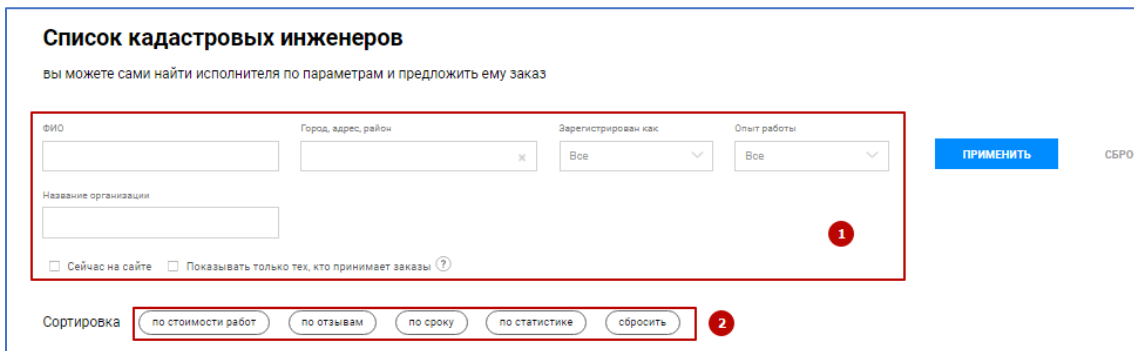 Список кадастровых инженеров
вы можете сами найти исполнителя по параметрам и предложить ему заказ
ФИО Город, адрес, район Зарегистрирован как Опыт работы
Все Все ПРИМЕНИТЬ СБРО
Название организации
1
Сейчас на сайте Показывать только тех, кто принимает заказы ?
Сортировка по стоимости работ по отзывам по сроку по статистике сбросить 2